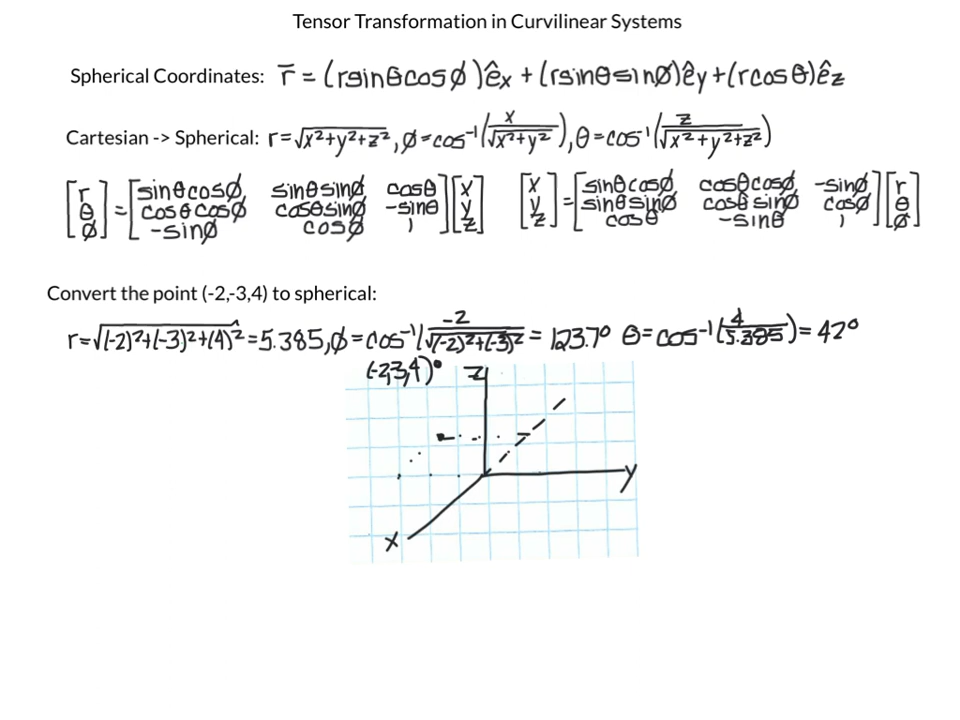 Tensor Transformation in Curvilinear Systems
Spherical Coordinates: r̄ = (rsinθcosϕ)êx + (rsinθsinϕ)êy + (rcosθ)êz
Cartesian -> Spherical: r=√(x²+y²+z²), ϕ=cos⁻¹(x/√(x²+y²)), θ=cos⁻¹(z/√(x²+y²+z²))
[r θ ϕ] = [sinθcosϕ sinθsinϕ cosθ; cosθcosϕ cosθsinϕ -sinθ; -sinϕ cosϕ 1][x y z] [x y z] = [sinθcosϕ cosθcosϕ -sinϕ; sinθsinϕ cosθsinϕ cosϕ; cosθ -sinθ 1][r θ ϕ]
Convert the point (-2,-3,4) to spherical:
r=√((-2)²+(-3)²+(4)²=5.385, ϕ=cos⁻¹(-2/√((-2)²+(-3)²= 123.7° θ=cos⁻¹(4/5.385)=42°
(-2,-3,4) z
y
x